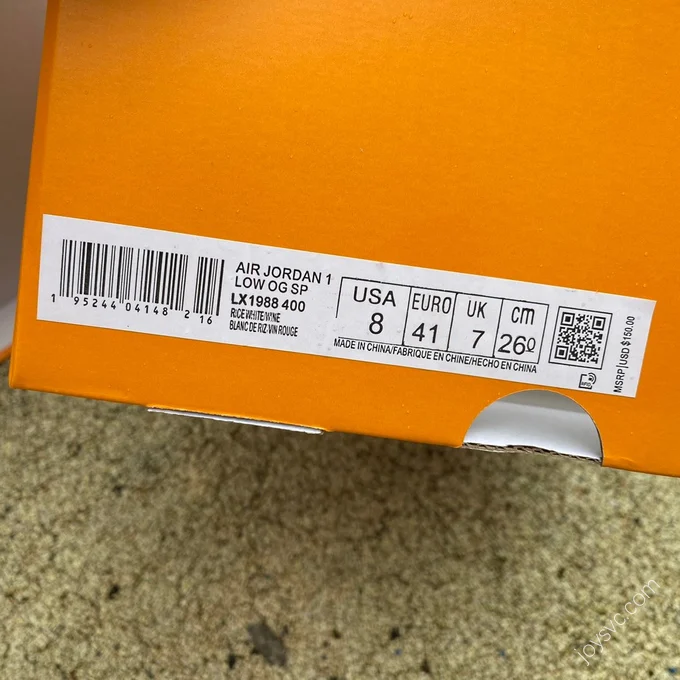 1 95244 04148 2 16
AIR JORDAN 1
LOW OG SP
LX1988 400
RICE WHITE/WINE
BLANC DE RIZ/VIN ROUGE
USA
8
EURO
41
UK
7
cm
260
MADE IN CHINA/FABRIQUE EN CHINE/HECHO EN CHINA
RFID
MSRP|USD $150.00
joysyc.com